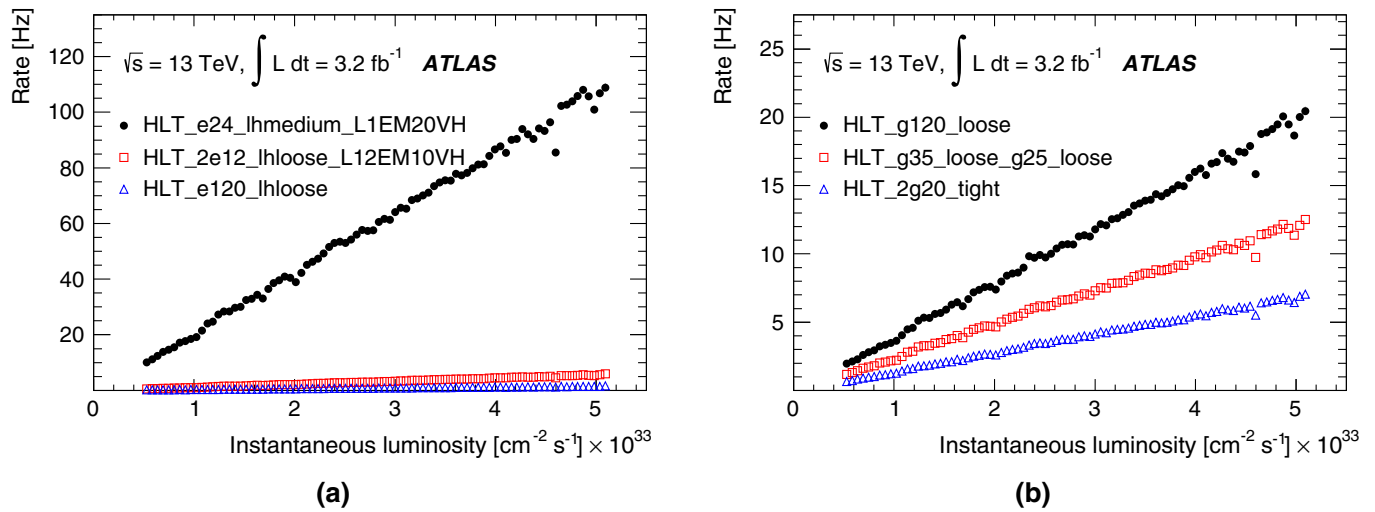 Rate [Hz]
120
100
80
60
40
20
√s = 13 TeV, ∫ L dt = 3.2 fb⁻¹ ATLAS
HLT_e24_lhmedium_L1EM20VH
HLT_2e12_lhloose_L12EM10VH
HLT_e120_lhloose
0 1 2 3 4 5
Instantaneous luminosity [cm⁻² s⁻¹] × 10³³
(a)
Rate [Hz]
25
20
15
10
5
√s = 13 TeV, ∫ L dt = 3.2 fb⁻¹ ATLAS
HLT_g120_loose
HLT_g35_loose_g25_loose
HLT_2g20_tight
0 1 2 3 4 5
Instantaneous luminosity [cm⁻² s⁻¹] × 10³³
(b)